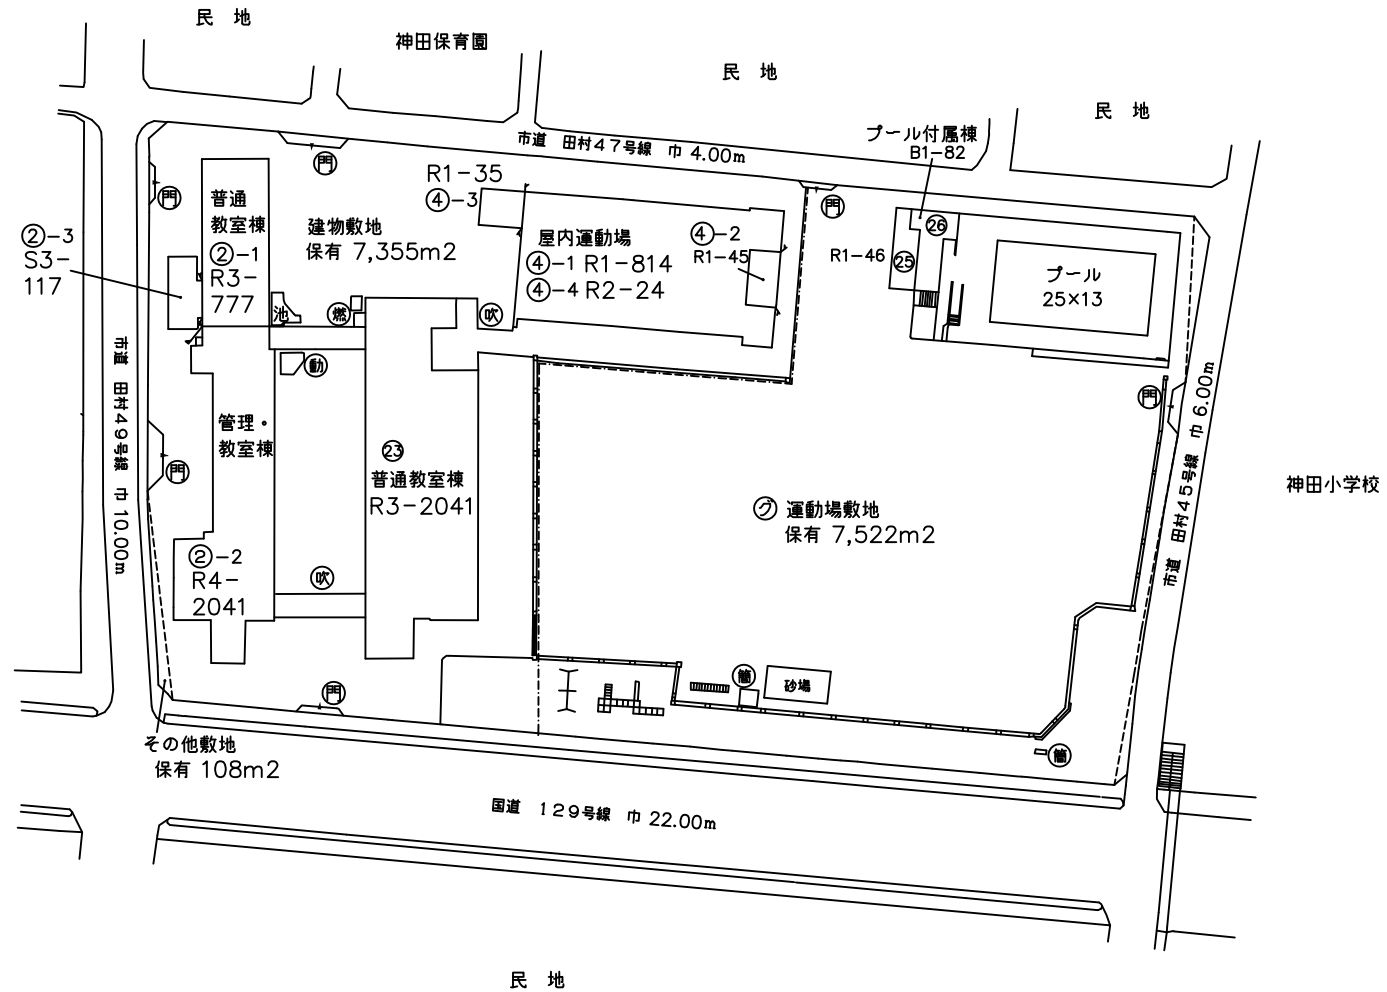 民 地
神田保育園
民 地
民 地
市道 田村47号線 巾 4.00m
プール付属棟
B1-82
門
門
門
R1-35
④-3
普通
教室棟
②-1
R3-
777
②-3
S3-
117
建物敷地
保有 7,355m2
屋内運動場
④-1 R1-814
④-4 R2-24
④-2
R1-45
R1-46
㉕
㉖
プール
25×13
池
燃
吹
動
市道 田村49号線 巾 10.00m
管理・
教室棟
㉓
普通教室棟
R3-2041
門
門
市道 田村45号線 巾 6.00m
神田小学校
グ 運動場敷地
保有 7,522m2
②-2
R4-
2041
吹
門
簡
砂場
簡
その他敷地
保有 108m2
国道 129号線 巾 22.00m
民 地